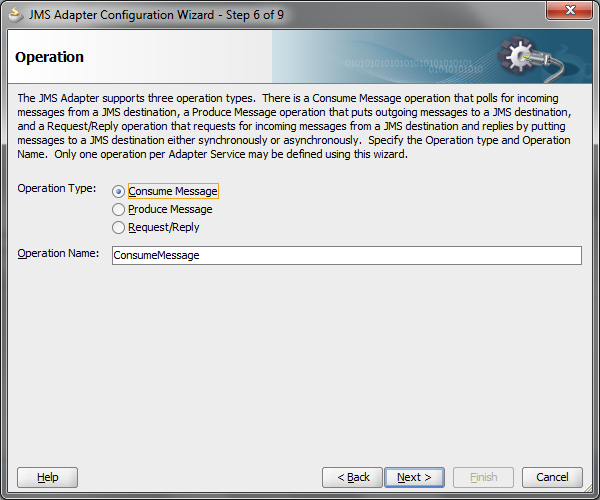 JMS Adapter Configuration Wizard - Step 6 of 9
Operation
010101010101010101010101
0101010101
The JMS Adapter supports three operation types.  There is a Consume Message operation that polls for incoming
messages from a JMS destination, a Produce Message operation that puts outgoing messages to a JMS destination,
and a Request/Reply operation that requests for incoming messages from a JMS destination and replies by putting
messages to a JMS destination either synchronously or asynchronously.  Specify the Operation type and Operation
Name.  Only one operation per Adapter Service may be defined using this wizard.
Operation Type: Consume Message
Produce Message
Request/Reply
Operation Name: ConsumeMessage
Help < Back Next > Finish Cancel